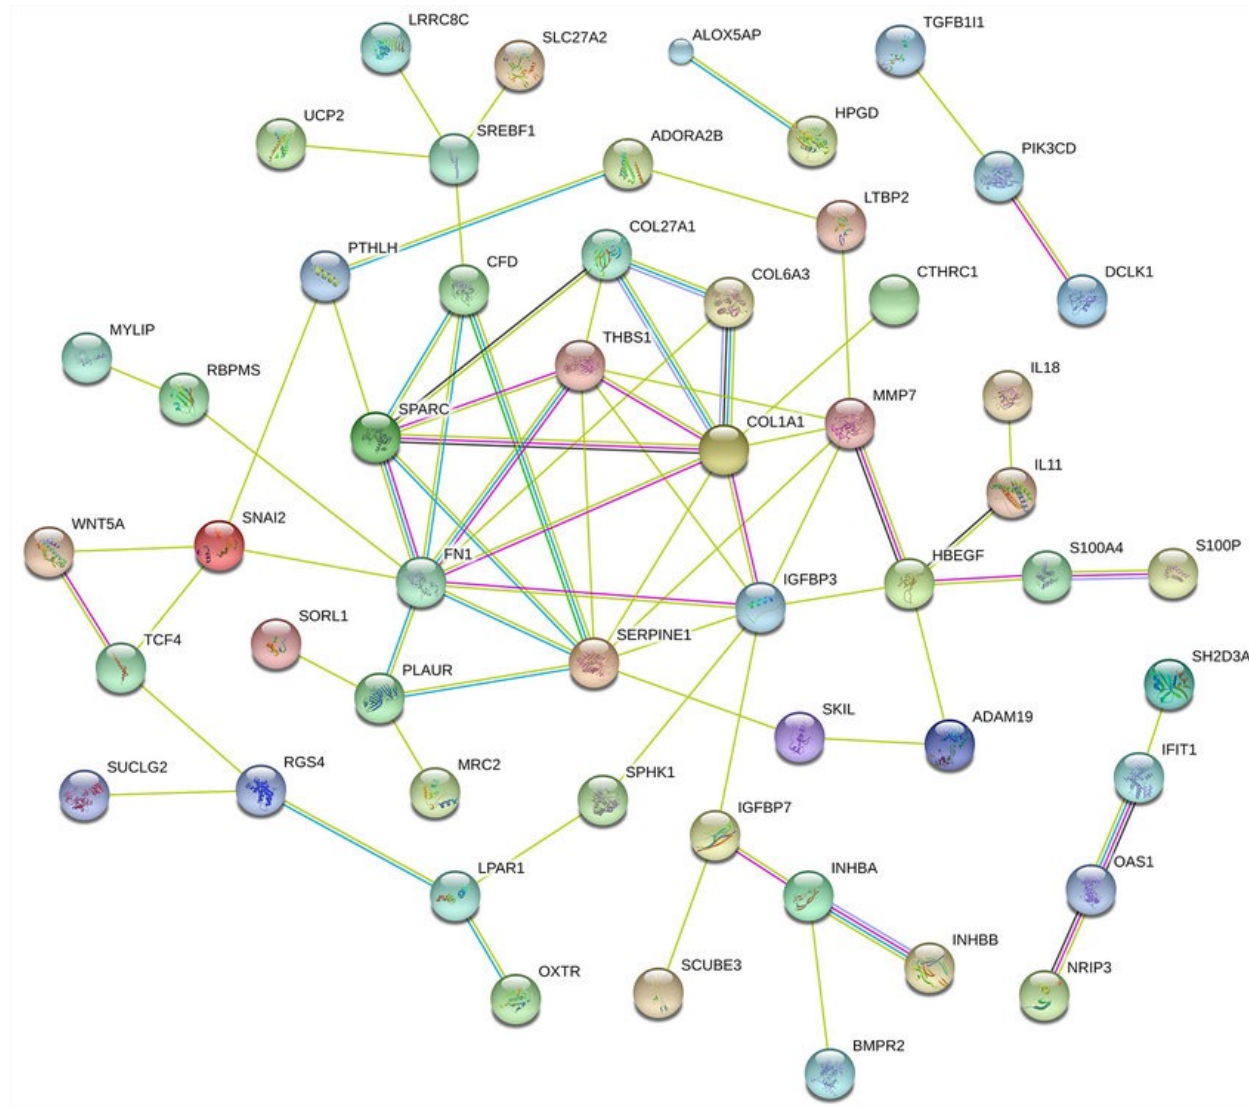 LRRC8C
SLC27A2
ALOX5AP
TGFB1I1
UCP2
SREBF1
ADORA2B
HPGD
PIK3CD
LTBP2
PTHLH
CFD
COL27A1
COL6A3
CTHRC1
DCLK1
MYLIP
RBPMS
THBS1
IL18
SPARC
COL1A1
MMP7
IL11
WNT5A
SNAI2
FN1
IGFBP3
HBEGF
S100A4
S100P
SORL1
TCF4
PLAUR
SERPINE1
SH2D3A
SKIL
ADAM19
IFIT1
SUCLG2
RGS4
MRC2
SPHK1
IGFBP7
LPAR1
INHBA
OAS1
OXTR
SCUBE3
INHBB
NRIP3
BMPR2